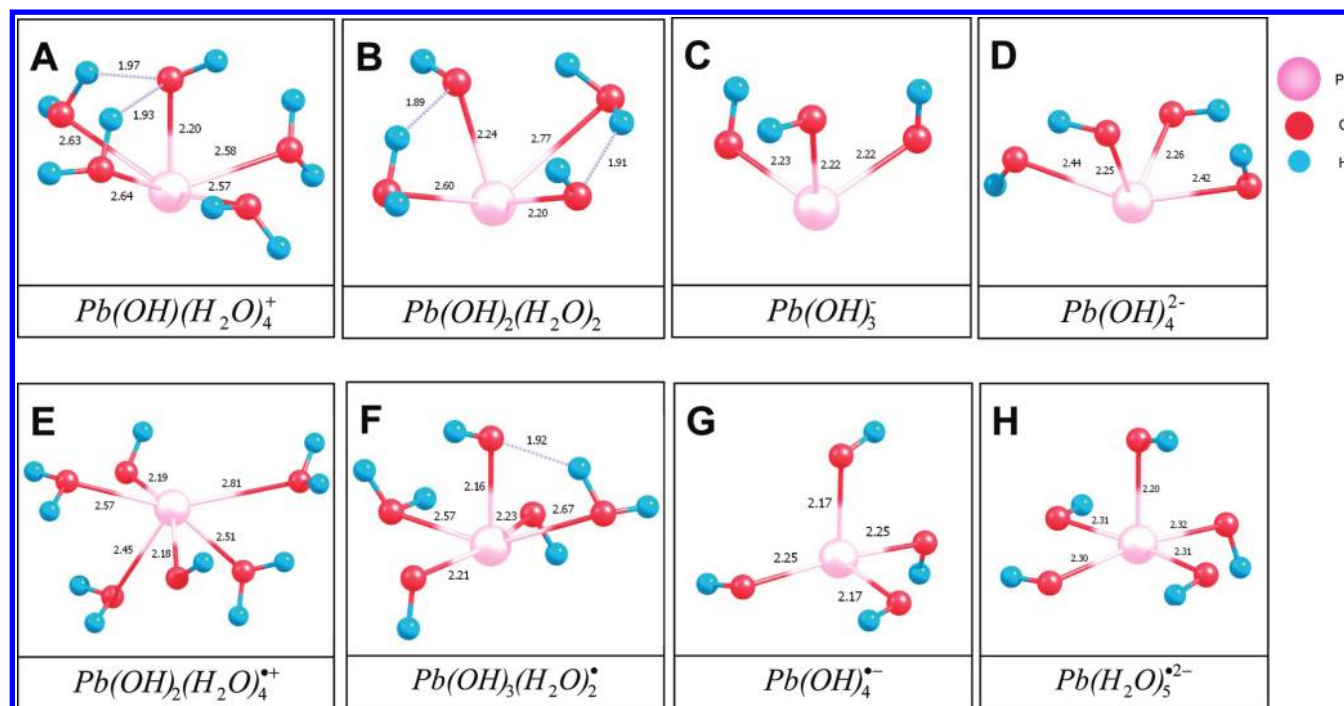 A
1.97
1.93
2.20
2.63
2.58
2.64
2.57
Pb(OH)(H₂O)₄⁺
B
1.89
2.24
2.77
1.91
2.60
2.20
Pb(OH)₂(H₂O)₂
C
2.23
2.22
2.22
Pb(OH)₃⁻
D
2.44
2.25
2.26
2.42
Pb(OH)₄²⁻
P
H
E
2.19
2.81
2.57
2.51
2.45
2.18
Pb(OH)₂(H₂O)₄•⁺
F
1.92
2.16
2.57
2.23
2.67
2.21
Pb(OH)₃(H₂O)₂•
G
2.17
2.25
2.25
2.17
Pb(OH)₄•⁻
H
2.20
2.31
2.32
2.30
2.31
Pb(H₂O)₅•²⁻